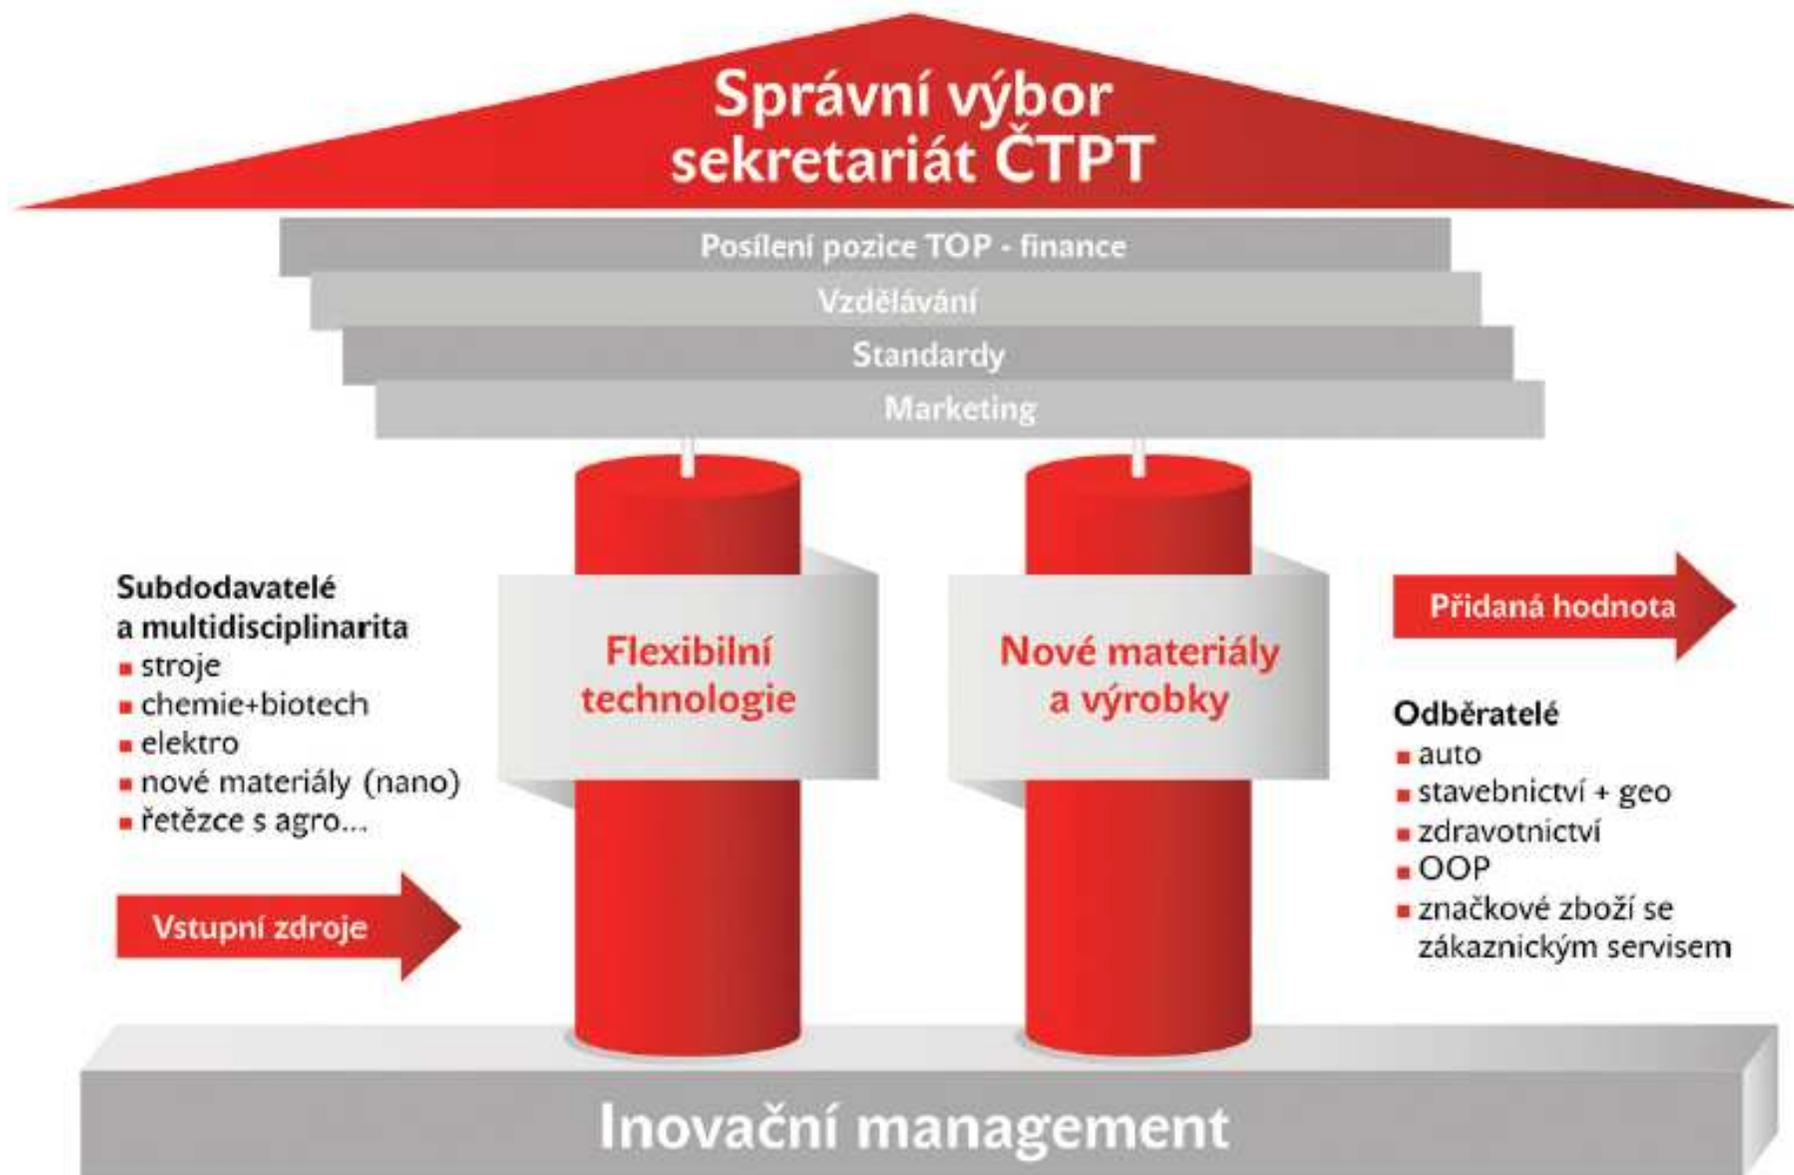 Správní výbor
sekretariát ČTPT
Posílení pozice TOP - finance
Vzdělávání
Standardy
Marketing
Subdodavatelé
a multidisciplinarita
stroje
chemie+biotech
elektro
nové materiály (nano)
řetězce s agro...
Vstupní zdroje
Flexibilní
technologie
Nové materiály
a výrobky
Přidaná hodnota
Odběratelé
auto
stavebnictví + geo
zdravotnictví
OOP
značkové zboží se
zákaznickým servisem
Inovační management